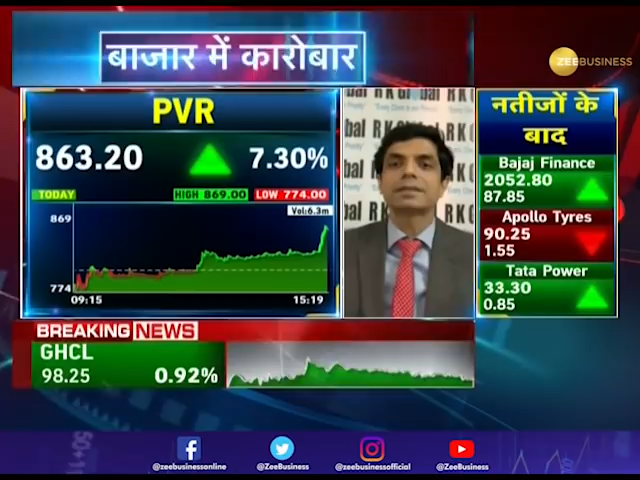 बाजार में कारोबार
ZEEBUSINESS
PVR
863.20 7.30%
TODAY HIGH 869.00 LOW 774.00
Vol:6.3m
869
774
09:15 15:19
नतीजों के
बाद
Bajaj Finance
2052.80
87.85
Apollo Tyres
90.25
1.55
Tata Power
33.30
0.85
BREAKING NEWS
GHCL
98.25 0.92%
@zeebusinessonline @ZeeBusiness @zeebusinessofficial @ZeeBusiness